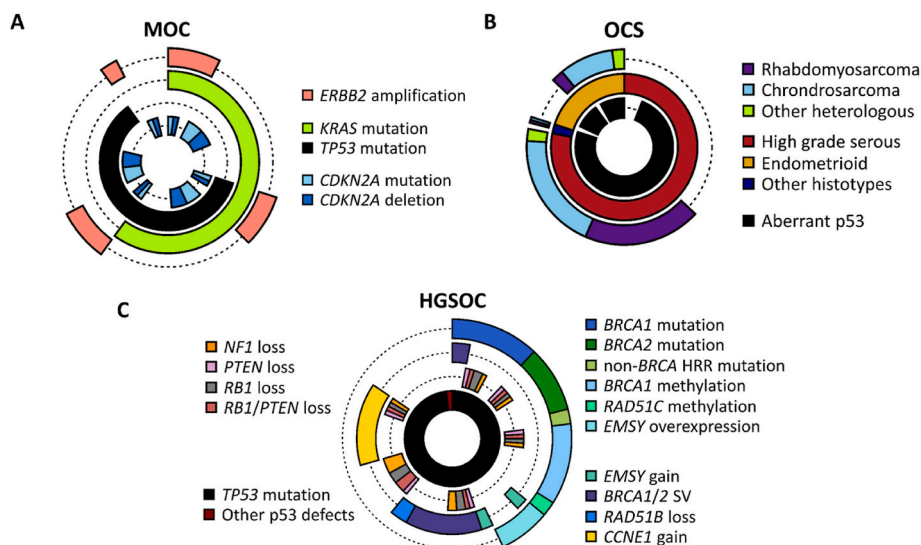 A
MOC
ERBB2 amplification
KRAS mutation
TP53 mutation
CDKN2A mutation
CDKN2A deletion
B
OCS
Rhabdomyosarcoma
Chrondrosarcoma
Other heterologous
High grade serous
Endometrioid
Other histotypes
Aberrant p53
C
HGSOC
NF1 loss
PTEN loss
RB1 loss
RB1/PTEN loss
TP53 mutation
Other p53 defects
BRCA1 mutation
BRCA2 mutation
non-BRCA HRR mutation
BRCA1 methylation
RAD51C methylation
EMSY overexpression
EMSY gain
BRCA1/2 SV
RAD51B loss
CCNE1 gain